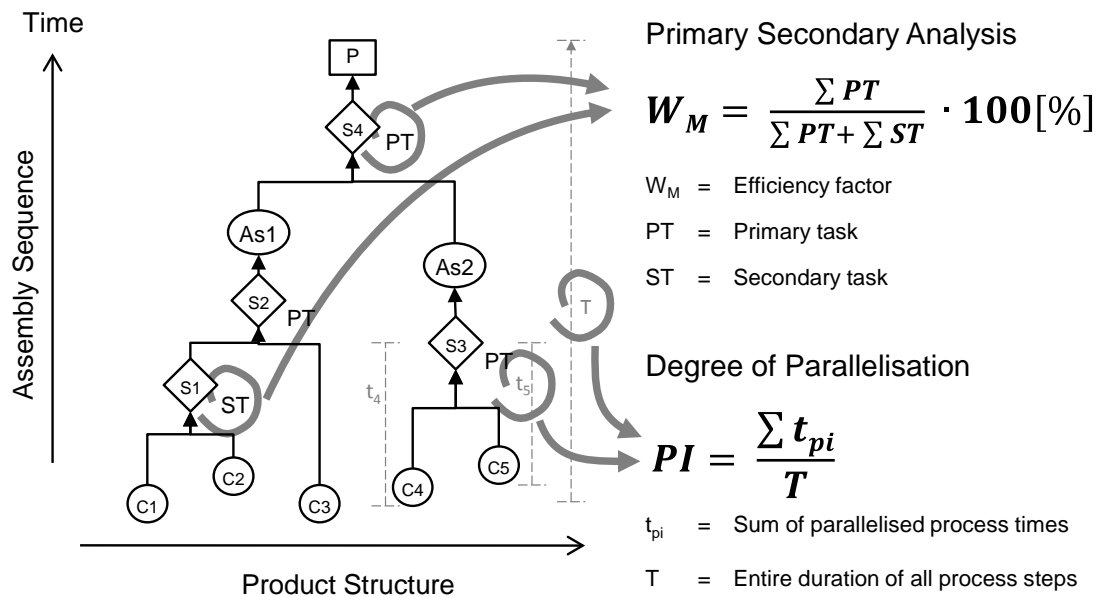 Time
Assembly Sequence
Product Structure
P
S4
PT
As1
As2
S2
PT
S3
PT
S1
ST
t4
t5
T
C1
C2
C3
C4
C5
Primary Secondary Analysis
W_M = ∑ PT / (∑ PT + ∑ ST) · 100[%]
W_M = Efficiency factor
PT = Primary task
ST = Secondary task
Degree of Parallelisation
PI = ∑ t_pi / T
t_pi = Sum of parallelised process times
T = Entire duration of all process steps